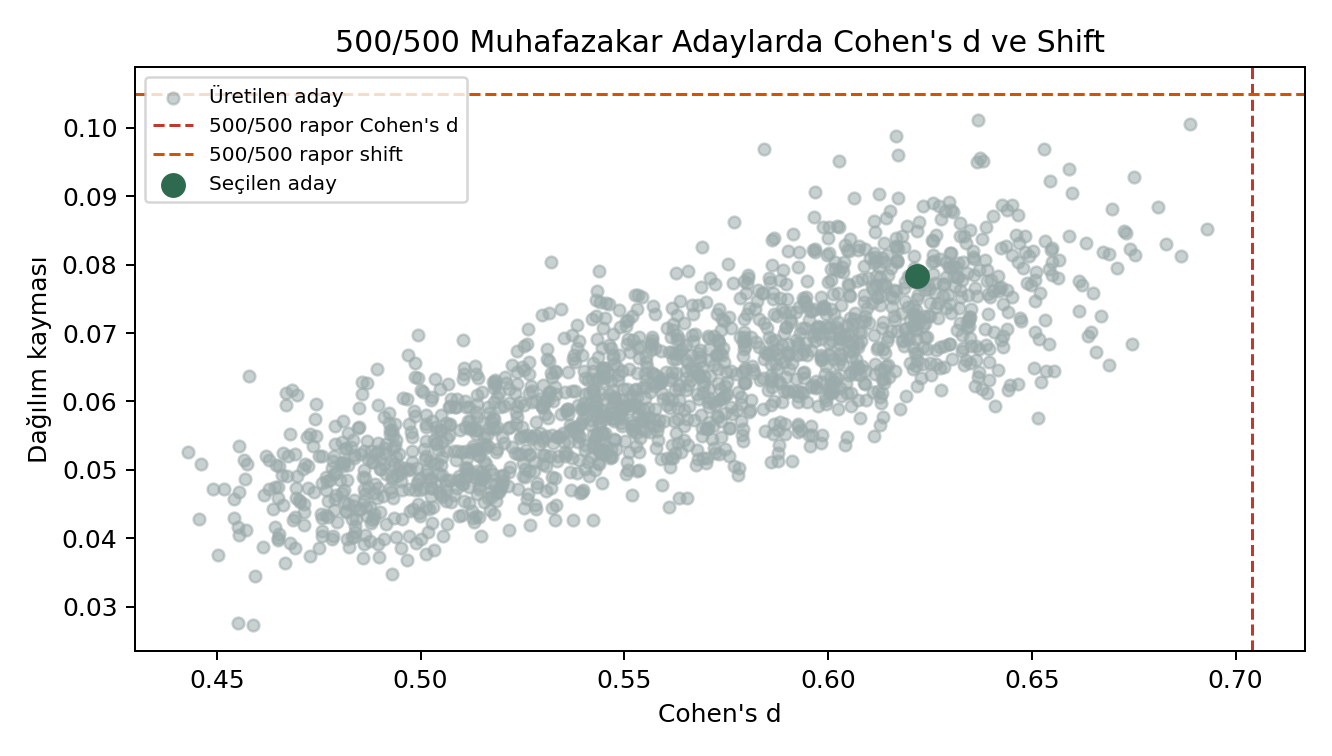 500/500 Muhafazakar Adaylarda Cohen's d ve Shift
Üretilen aday
500/500 rapor Cohen's d
500/500 rapor shift
Seçilen aday
Dağılım kayması
0.10
0.09
0.08
0.07
0.06
0.05
0.04
0.03
0.45 0.50 0.55 0.60 0.65 0.70
Cohen's d